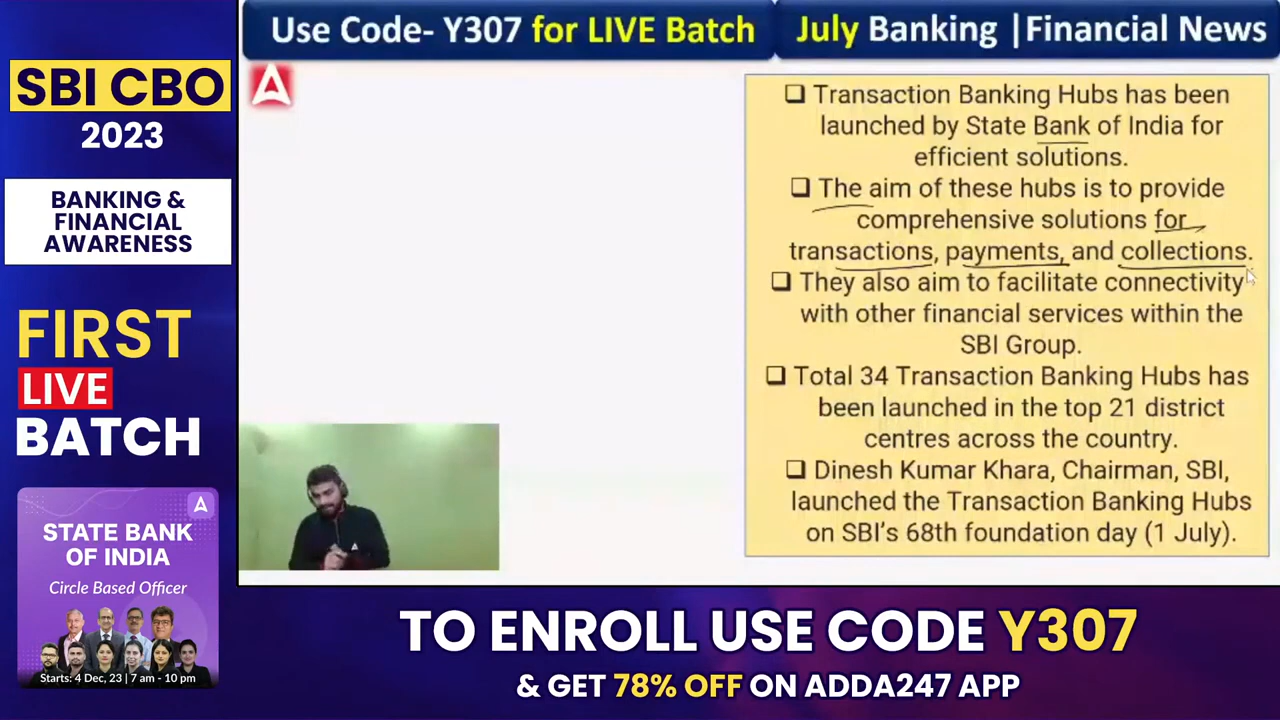 Use Code- Y307 for LIVE Batch
July Banking |Financial News
SBI CBO
2023
BANKING &
FINANCIAL
AWARENESS
FIRST
LIVE
BATCH
STATE BANK
OF INDIA
Circle Based Officer
Starts: 4 Dec, 23 | 7 am - 10 pm
❑ Transaction Banking Hubs has been
launched by State Bank of India for
efficient solutions.
❑ The aim of these hubs is to provide
comprehensive solutions for
transactions, payments, and collections.
❑ They also aim to facilitate connectivity
with other financial services within the
SBI Group.
❑ Total 34 Transaction Banking Hubs has
been launched in the top 21 district
centres across the country.
❑ Dinesh Kumar Khara, Chairman, SBI,
launched the Transaction Banking Hubs
on SBI's 68th foundation day (1 July).
TO ENROLL USE CODE Y307
& GET 78% OFF ON ADDA247 APP